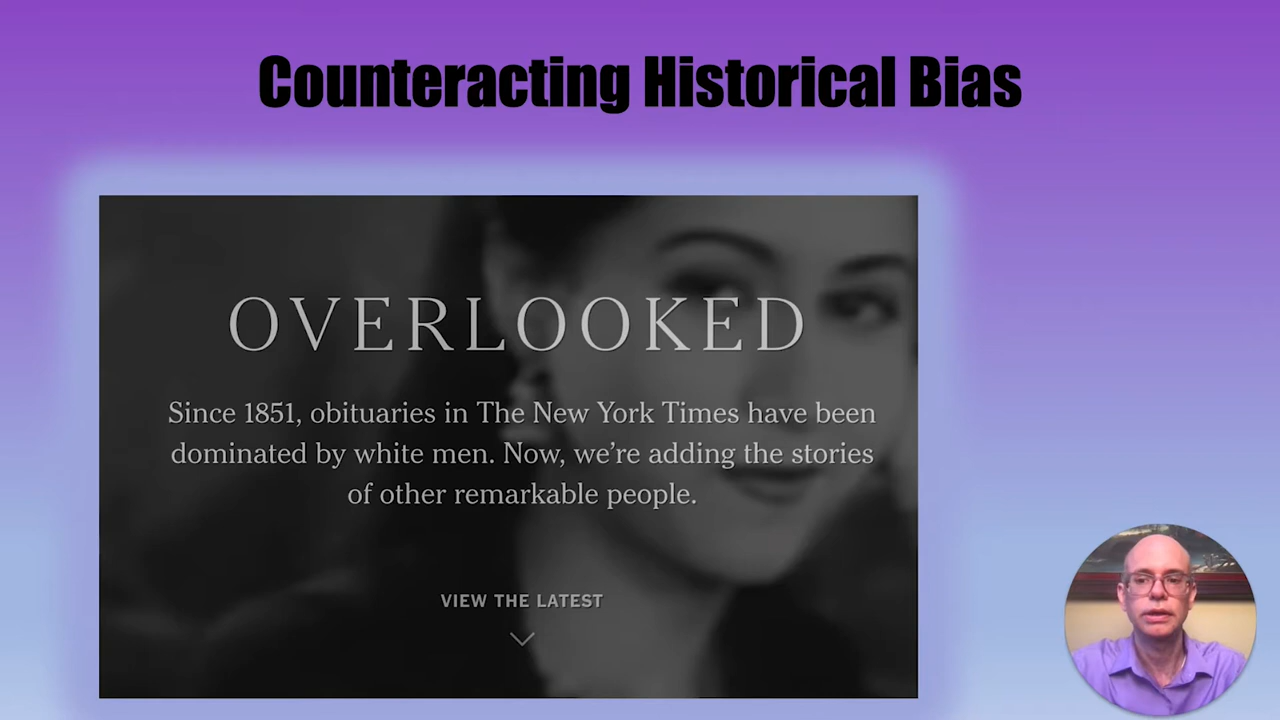 Counteracting Historical Bias
OVERLOOKED
Since 1851, obituaries in The New York Times have been
dominated by white men. Now, we’re adding the stories
of other remarkable people.
VIEW THE LATEST